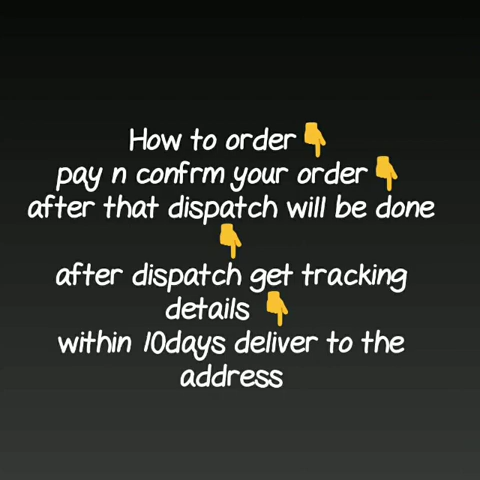 How to order👇
pay n confrm your order👇
after that dispatch will be done
👇
after dispatch get tracking
details 👇
within 10days deliver to the
address